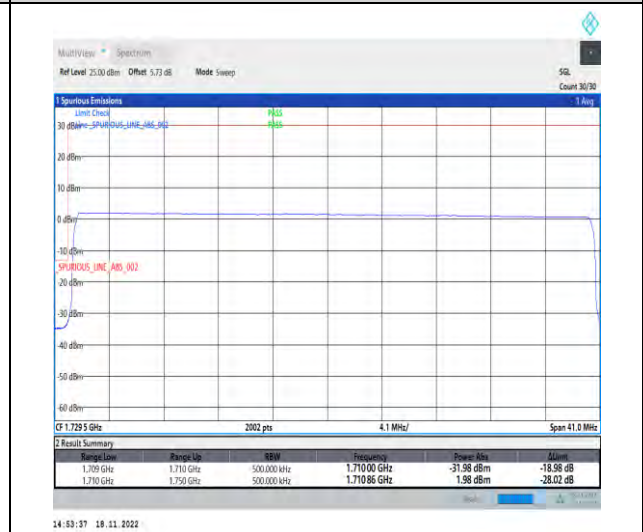 MultiView Spectrum
Ref Level 25.00 dBm Offset 5.73 dB Mode Sweep SGL
Count 30/30
1 Spurious Emissions 1 Avg
Limit Check PASS
30 dBm Line _SPURIOUS_LINE_ABS_002 PASS
20 dBm
10 dBm
0 dBm
-10 dBm
_SPURIOUS_LINE_ABS_002
-20 dBm
-30 dBm
-40 dBm
-50 dBm
-60 dBm
CF 1.7295 GHz 2002 pts 4.1 MHz/ Span 41.0 MHz
2 Result Summary
Range Low Range Up RBW Frequency Power Abs ΔLimit
1.709 GHz 1.710 GHz 500.000 kHz 1.71000 GHz -31.98 dBm -18.98 dB
1.710 GHz 1.750 GHz 500.000 kHz 1.71086 GHz 1.98 dBm -28.02 dB
14:53:37 18.11.2022